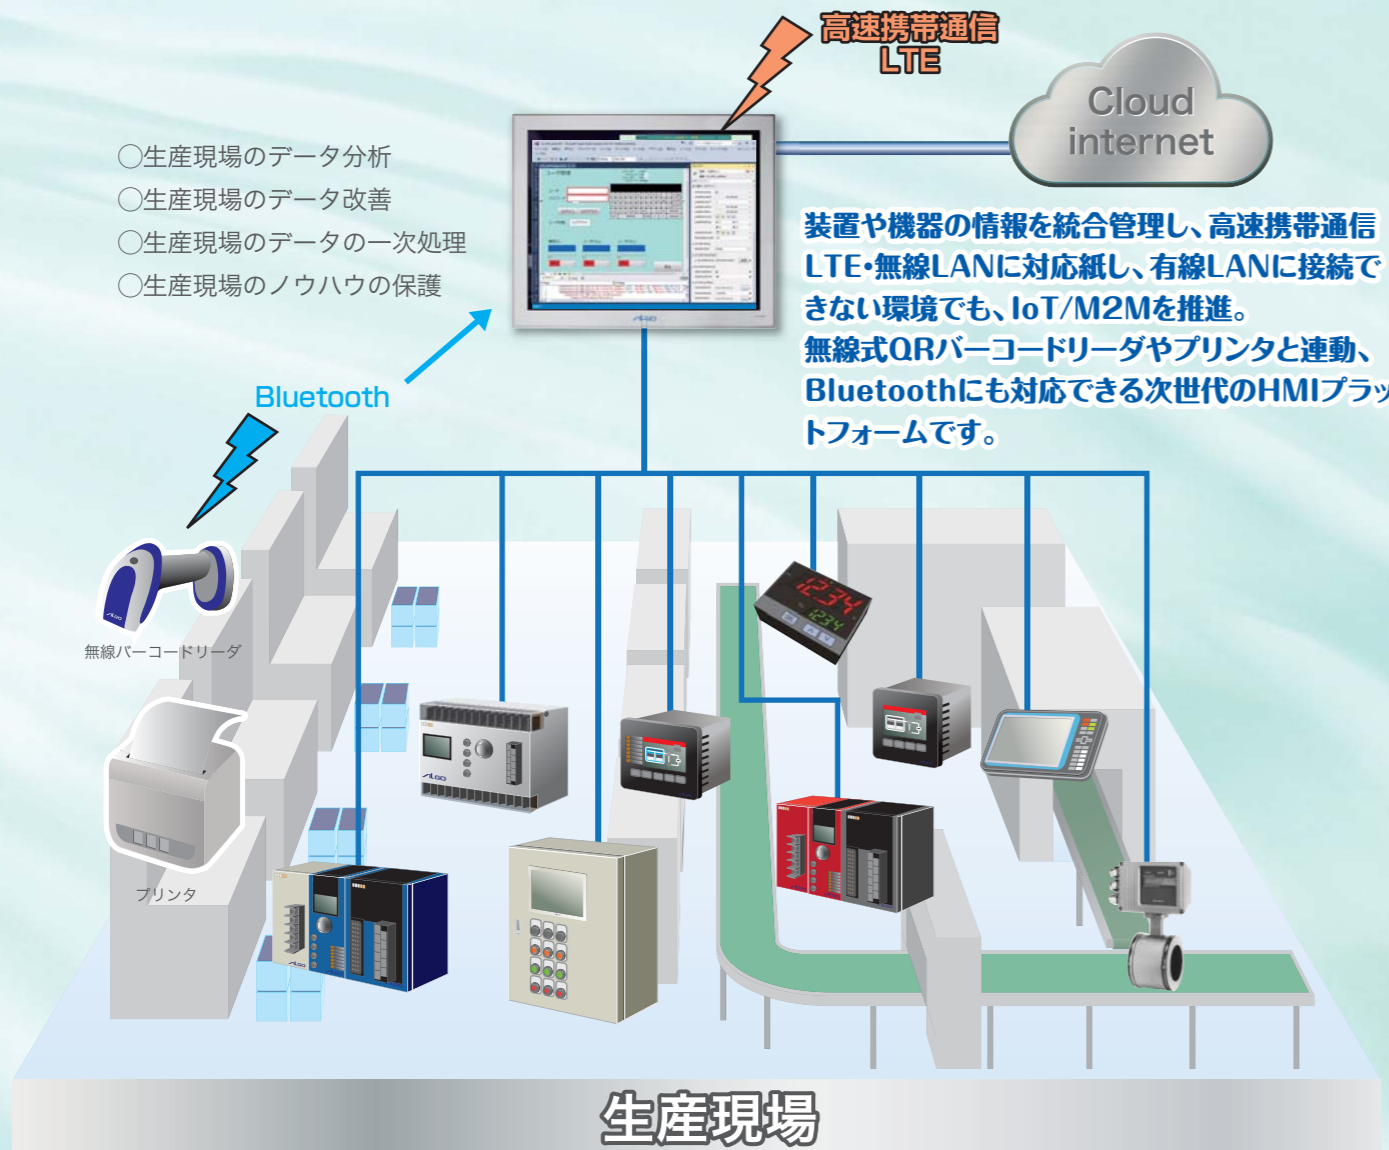 高速携帯通信
LTE
Cloud
internet
○生産現場のデータ分析
○生産現場のデータ改善
○生産現場のデータの一次処理
○生産現場のノウハウの保護
装置や機器の情報を統合管理し、高速携帯通信
LTE・無線LANに対応紙し、有線LANに接続で
きない環境でも、IoT/M2Mを推進。
無線式QRバーコードリーダやプリンタと連動、
Bluetoothにも対応できる次世代のHMIプラッ
トフォームです。
Bluetooth
無線バーコードリーダ
プリンタ
1234
1234
ALGO
生産現場